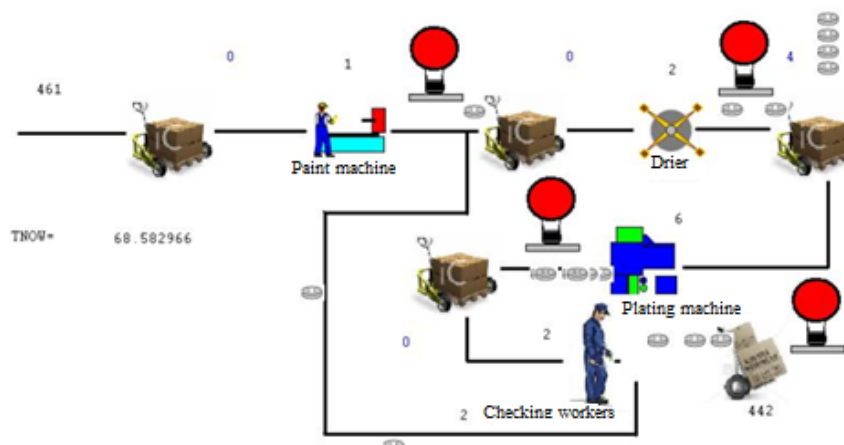 0
0
4
1
2
461
Paint machine
Drier
TNOW=
68.582966
6
Plating machine
0
2
2
Checking workers
442